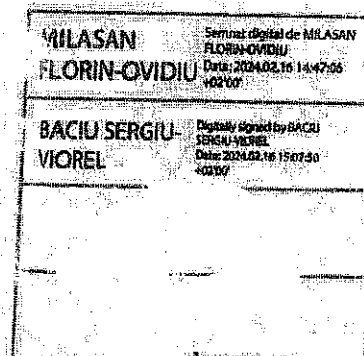 MILASAN
FLORIN-OVIDIU
Semnat digital de MILASAN
FLORIN-OVIDIU
Data: 2024.02.16 14:47:06
+02'00'
BACIU SERGIU-
VIOREL
Digitally signed by BACIU
SERGIU-VIOREL
Date: 2024.02.16 15:07:50
+02'00'